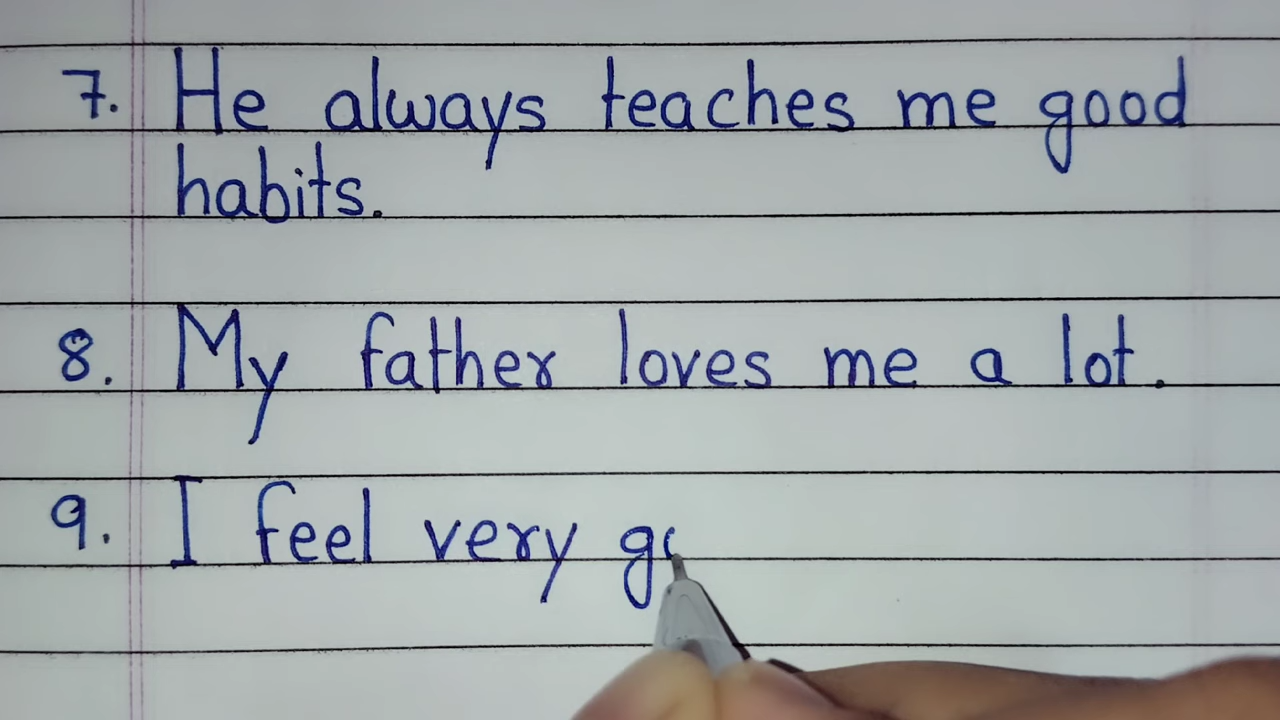 7. He always teaches me good
habits.
8. My father loves me a lot.
9. I feel very